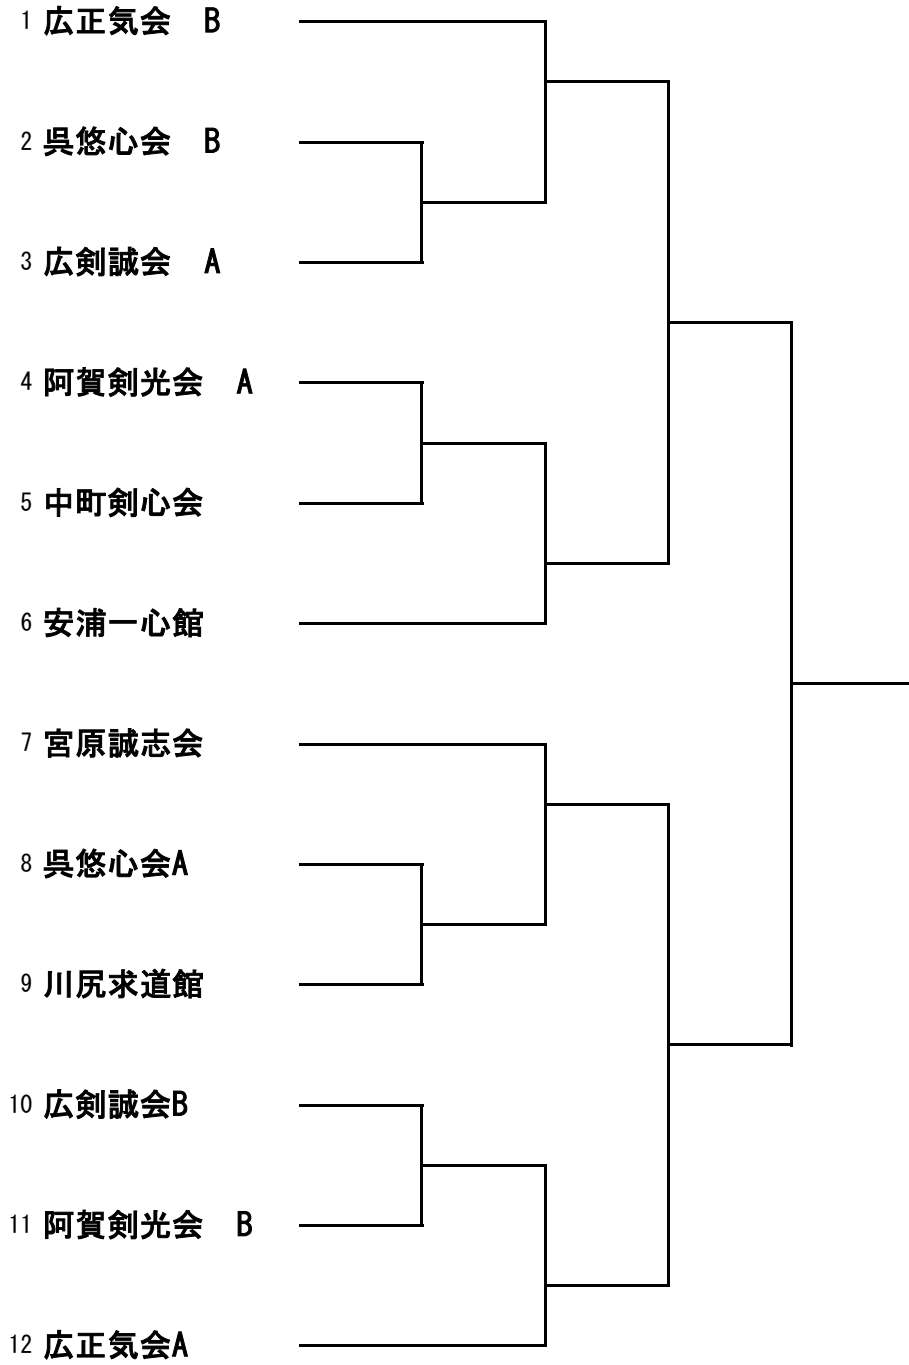 1 広正気会　B
2 呉悠心会　B
3 広剣誠会　A
4 阿賀剣光会　A
5 中町剣心会
6 安浦一心館
7 宮原誠志会
8 呉悠心会A
9 川尻求道館
10 広剣誠会B
11 阿賀剣光会　B
12 広正気会A